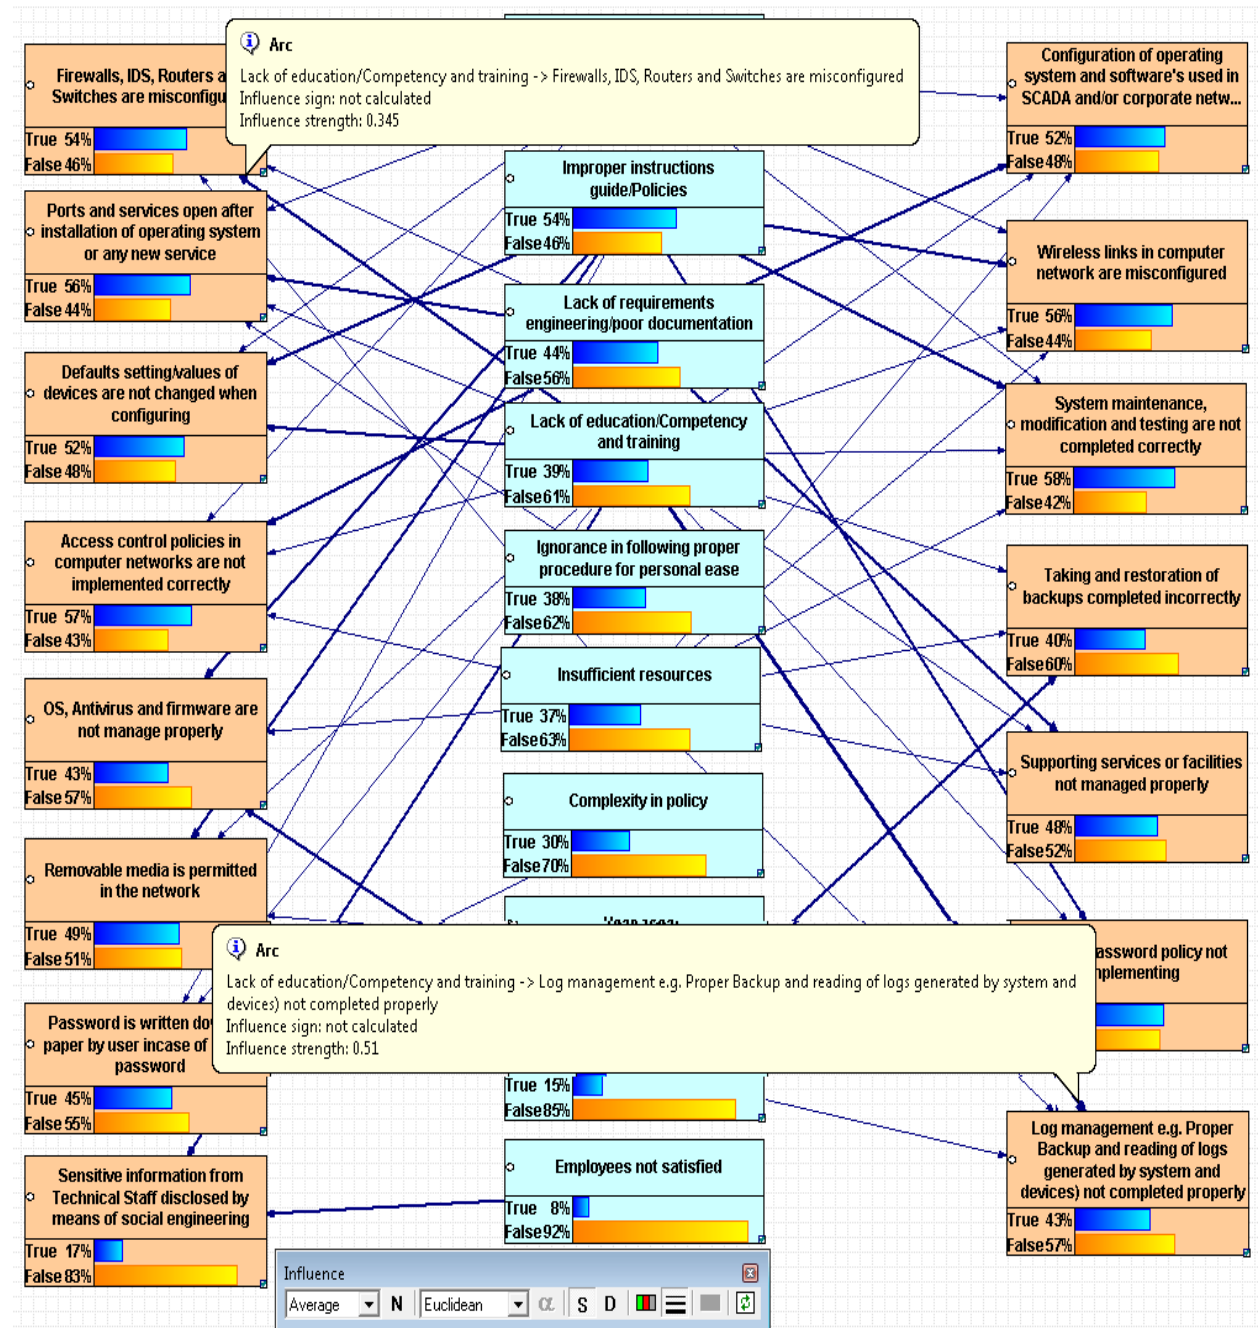 Arc
Lack of education/Competency and training -> Firewalls, IDS, Routers and Switches are misconfigured
Influence sign: not calculated
Influence strength: 0.345
Firewalls, IDS, Routers
Switches are
True 54%
False 46%
Ports and services open after
installation of operating system
or any new service
True 56%
False 44%
Defaults setting/values of
devices are not changed when
configuring
True 52%
False 48%
Access control policies in
computer networks are not
implemented correctly
True 57%
False 43%
OS, Antivirus and firmware are
not manage properly
True 43%
False 57%
Removable media is permitted
in the network
True 49%
False 51%
Password is written
paper by user incase of
password
True 45%
False 55%
Sensitive information from
Technical Staff disclosed by
means of social engineering
True 17%
False 83%
Improper instructions
guide/Policies
True 54%
False 46%
Lack of requirements
engineering/poor documentation
True 44%
False 56%
Lack of education/Competency
and training
True 39%
False 61%
Ignorance in following proper
procedure for personal ease
True 38%
False 62%
Insufficient resources
True 37%
False 63%
Complexity in policy
True 30%
False 70%
Arc
Lack of education/Competency and training -> Log management e.g. Proper Backup and reading of logs generated by system and
devices) not completed properly
Influence sign: not calculated
Influence strength: 0.51
True 15%
False 85%
Employees not satisfied
True 8%
False 92%
Configuration of operating
system and software's used in
SCADA and/or corporate netw...
True 52%
False 48%
Wireless links in computer
network are misconfigured
True 56%
False 44%
System maintenance,
modification and testing are not
completed correctly
True 58%
False 42%
Taking and restoration of
backups completed incorrectly
True 40%
False 60%
Supporting services or facilities
not managed properly
True 48%
False 52%
policy not
Log management e.g. Proper
Backup and reading of logs
generated by system and
devices) not completed properly
True 43%
False 57%
Influence
Average N Euclidean α S D